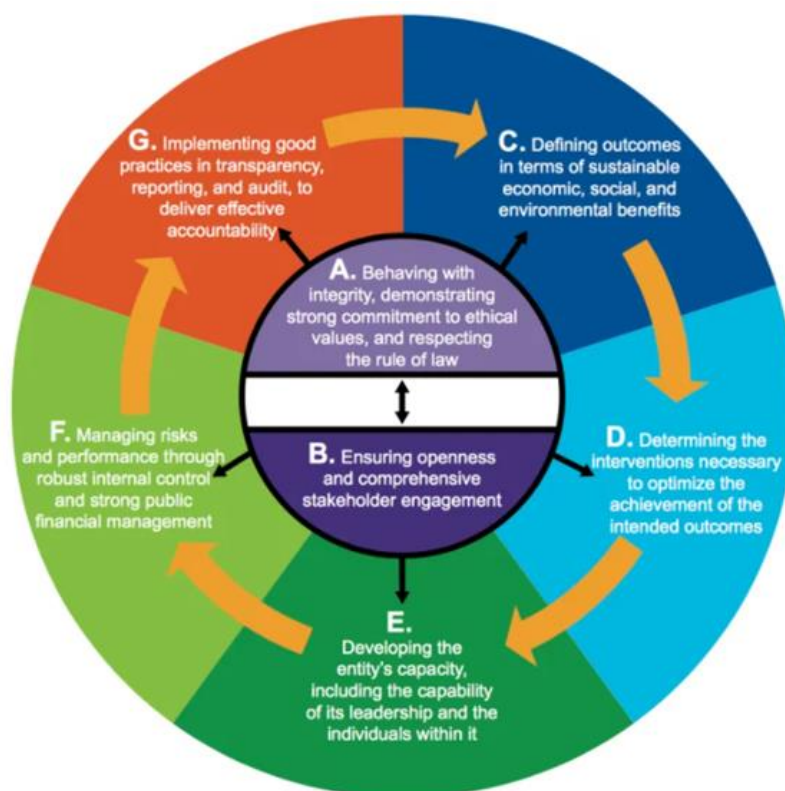 A. Behaving with
integrity, demonstrating
strong commitment to ethical
values, and respecting
the rule of law
B. Ensuring openness
and comprehensive
stakeholder engagement
C. Defining outcomes
in terms of sustainable
economic, social, and
environmental benefits
D. Determining the
interventions necessary
to optimize the
achievement of the
intended outcomes
E.
Developing the
entity's capacity,
including the capability
of its leadership and the
individuals within it
F. Managing risks
and performance through
robust internal control
and strong public
financial management
G. Implementing good
practices in transparency,
reporting, and audit, to
deliver effective
accountability